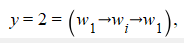 y = 2 = (w₁→wᵢ→w₁),